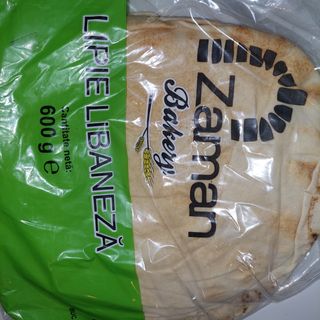 Zaman
Bakery
LIPIE LIBANEZĂ
Cantitate netă:
600 g e